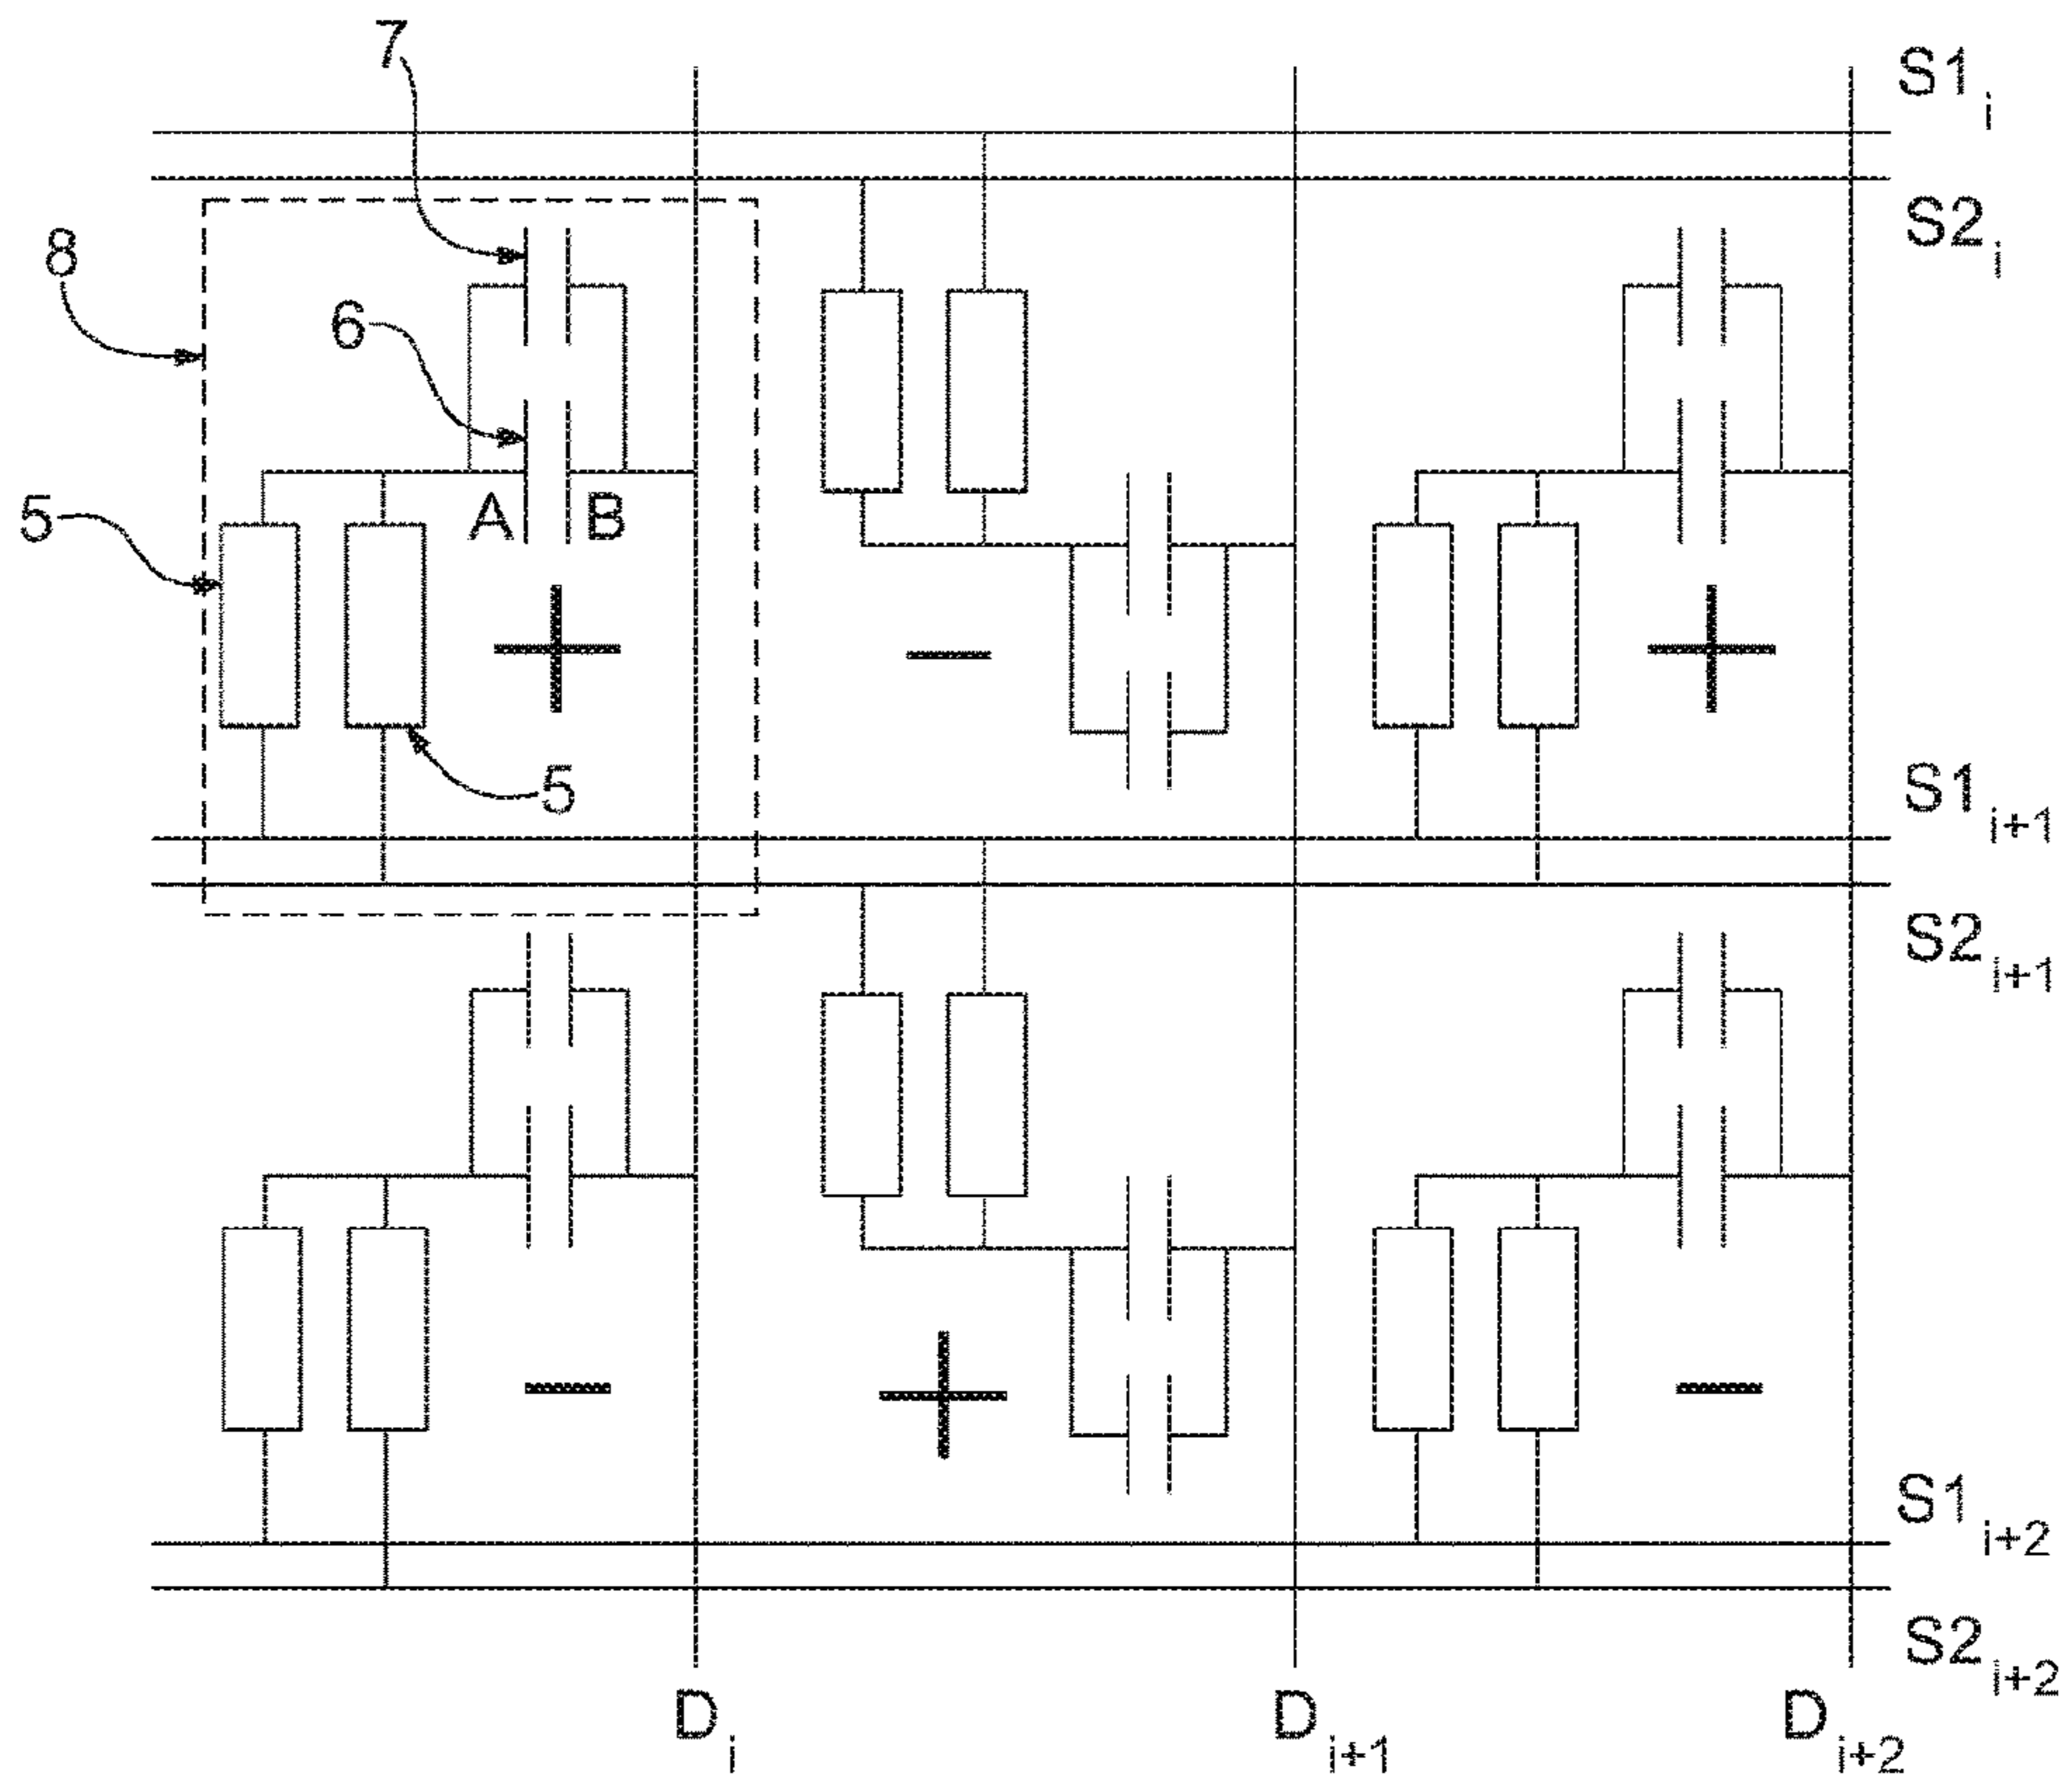 7
S1i
S2i
8
6
5
A B
+
−
+
5
S1i+1
S2i+1
−
+
−
S1i+2
S2i+2
Di Di+1 Di+2